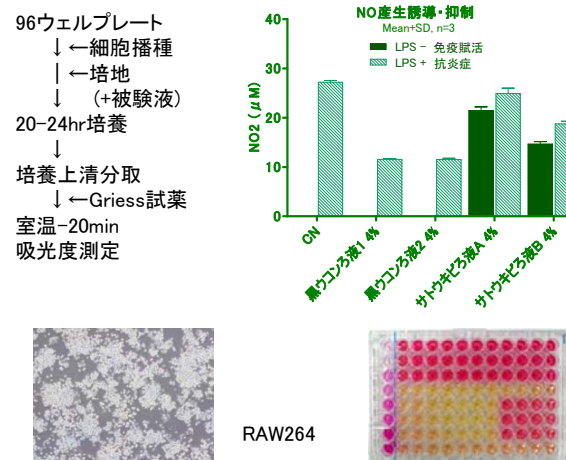 96ウェルプレート
↓←細胞播種
|←培地
↓ (+被験液)
20-24hr培養
↓
培養上清分取
↓←Griess試薬
室温-20min
吸光度測定
NO産生誘導・抑制
Mean+SD, n=3
LPS − 免疫賦活
LPS + 抗炎症
NO2 (μM)
40
30
20
10
0
CN
黒ウコンろ液1 4%
黒ウコンろ液2 4%
サトウキビろ液A 4%
サトウキビろ液B 4%
RAW264